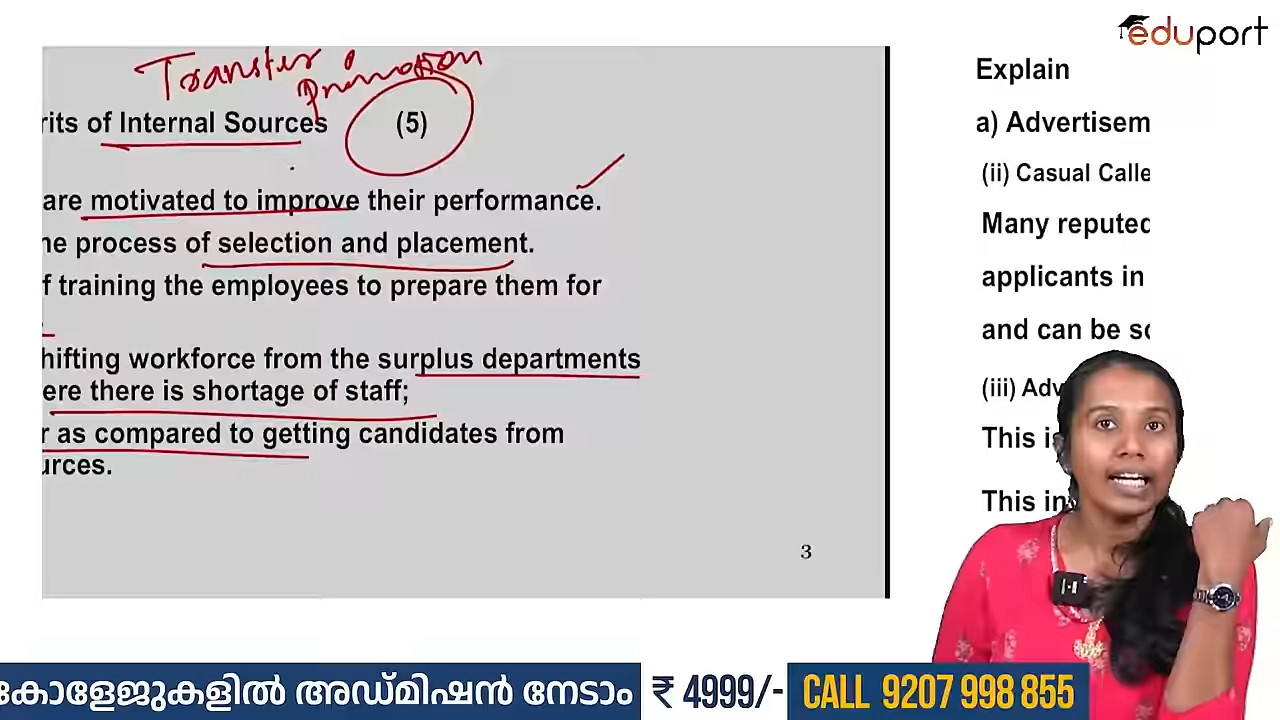 eduport
Transfer
promotion
rits of Internal Sources (5)
are motivated to improve their performance.
he process of selection and placement.
f training the employees to prepare them for
hifting workforce from the surplus departments
ere there is shortage of staff;
r as compared to getting candidates from
urces.
3
Explain
a) Advertisem
(ii) Casual Calle
Many reputed
applicants in
and can be so
(iii) Adv
This i
This in
കോളേജുകളിൽ അഡ്മിഷൻ നേടാം ₹ 4999/- CALL 9207 998 855